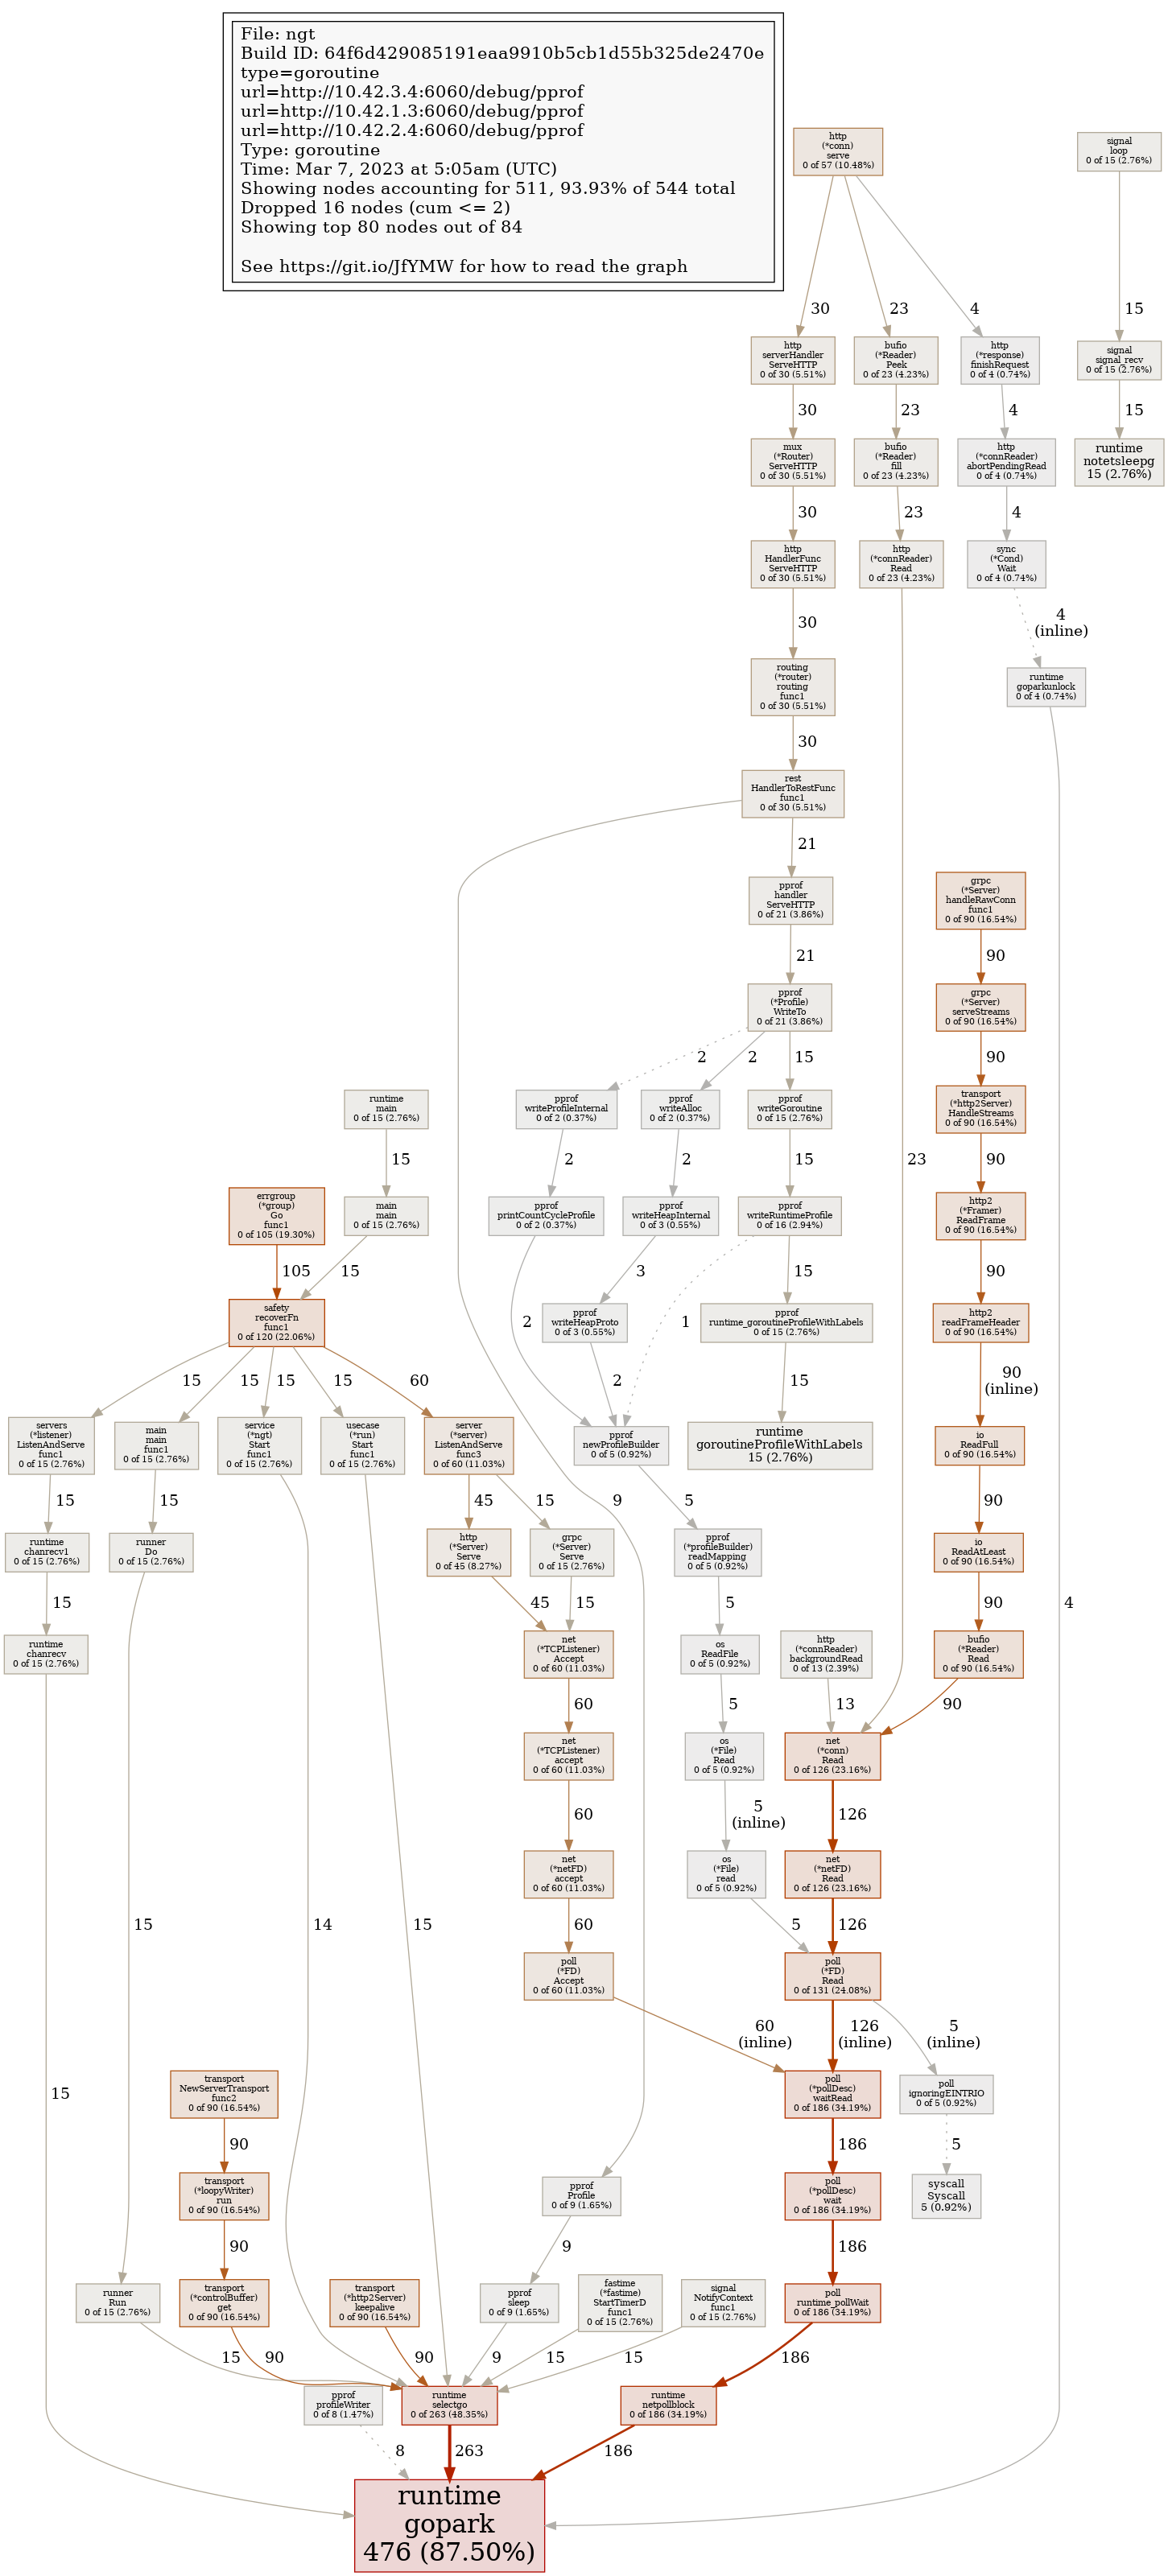 File: ngt
Build ID: 64f6d429085191eaa9910b5cb1d55b325de2470e
type=goroutine
url=http://10.42.3.4:6060/debug/pprof
url=http://10.42.1.3:6060/debug/pprof
url=http://10.42.2.4:6060/debug/pprof
Type: goroutine
Time: Mar 7, 2023 at 5:05am (UTC)
Showing nodes accounting for 511, 93.93% of 544 total
Dropped 16 nodes (cum <= 2)
Showing top 80 nodes out of 84
See https://git.io/JfYMW for how to read the graph
http
(*conn)
serve
0 of 57 (10.48%)
signal
loop
0 of 15 (2.76%)
30
23
4
15
http
serverHandler
ServeHTTP
0 of 30 (5.51%)
bufio
(*Reader)
Peek
0 of 23 (4.23%)
http
(*response)
finishRequest
0 of 4 (0.74%)
signal
signal_recv
0 of 15 (2.76%)
30
23
4
15
mux
(*Router)
ServeHTTP
0 of 30 (5.51%)
bufio
(*Reader)
fill
0 of 23 (4.23%)
http
(*connReader)
abortPendingRead
0 of 4 (0.74%)
runtime
notetsleepg
15 (2.76%)
30
23
4
http
HandlerFunc
ServeHTTP
0 of 30 (5.51%)
http
(*connReader)
Read
0 of 23 (4.23%)
sync
(*Cond)
Wait
0 of 4 (0.74%)
30
4
(inline)
routing
(*router)
routing
func1
0 of 30 (5.51%)
runtime
goparkunlock
0 of 4 (0.74%)
30
rest
HandlerToRestFunc
func1
0 of 30 (5.51%)
21
pprof
handler
ServeHTTP
0 of 21 (3.86%)
grpc
(*Server)
handleRawConn
func1
0 of 90 (16.54%)
21
90
pprof
(*Profile)
WriteTo
0 of 21 (3.86%)
grpc
(*Server)
serveStreams
0 of 90 (16.54%)
2
2
15
90
runtime
main
0 of 15 (2.76%)
pprof
writeProfileInternal
0 of 2 (0.37%)
pprof
writeAlloc
0 of 2 (0.37%)
pprof
writeGoroutine
0 of 15 (2.76%)
transport
(*http2Server)
HandleStreams
0 of 90 (16.54%)
15
2
2
15
23
90
errgroup
(*group)
Go
func1
0 of 105 (19.30%)
main
main
0 of 15 (2.76%)
pprof
printCountCycleProfile
0 of 2 (0.37%)
pprof
writeHeapInternal
0 of 3 (0.55%)
pprof
writeRuntimeProfile
0 of 16 (2.94%)
http2
(*Framer)
ReadFrame
0 of 90 (16.54%)
105
15
3
15
90
safety
recoverFn
func1
0 of 120 (22.06%)
2
pprof
writeHeapProto
0 of 3 (0.55%)
1
pprof
runtime_goroutineProfileWithLabels
0 of 15 (2.76%)
http2
readFrameHeader
0 of 90 (16.54%)
15
15
15
15
60
2
15
90
(inline)
servers
(*listener)
ListenAndServe
func1
0 of 15 (2.76%)
main
main
func1
0 of 15 (2.76%)
service
(*ngt)
Start
func1
0 of 15 (2.76%)
usecase
(*run)
Start
func1
0 of 15 (2.76%)
server
(*server)
ListenAndServe
func3
0 of 60 (11.03%)
pprof
newProfileBuilder
0 of 5 (0.92%)
runtime
goroutineProfileWithLabels
15 (2.76%)
io
ReadFull
0 of 90 (16.54%)
15
15
45
15
9
5
90
runtime
chanrecv1
0 of 15 (2.76%)
runner
Do
0 of 15 (2.76%)
http
(*Server)
Serve
0 of 45 (8.27%)
grpc
(*Server)
Serve
0 of 15 (2.76%)
pprof
(*profileBuilder)
readMapping
0 of 5 (0.92%)
io
ReadAtLeast
0 of 90 (16.54%)
15
45
15
5
90
4
runtime
chanrecv
0 of 15 (2.76%)
net
(*TCPListener)
Accept
0 of 60 (11.03%)
os
ReadFile
0 of 5 (0.92%)
http
(*connReader)
backgroundRead
0 of 13 (2.39%)
bufio
(*Reader)
Read
0 of 90 (16.54%)
60
5
13
90
net
(*TCPListener)
accept
0 of 60 (11.03%)
os
(*File)
Read
0 of 5 (0.92%)
net
(*conn)
Read
0 of 126 (23.16%)
60
5
(inline)
126
net
(*netFD)
accept
0 of 60 (11.03%)
os
(*File)
read
0 of 5 (0.92%)
net
(*netFD)
Read
0 of 126 (23.16%)
15
14
15
60
5
126
poll
(*FD)
Accept
0 of 60 (11.03%)
poll
(*FD)
Read
0 of 131 (24.08%)
60
(inline)
126
(inline)
5
(inline)
15
transport
NewServerTransport
func2
0 of 90 (16.54%)
poll
(*pollDesc)
waitRead
0 of 186 (34.19%)
poll
ignoringEINTRIO
0 of 5 (0.92%)
90
186
5
transport
(*loopyWriter)
run
0 of 90 (16.54%)
pprof
Profile
0 of 9 (1.65%)
poll
(*pollDesc)
wait
0 of 186 (34.19%)
syscall
Syscall
5 (0.92%)
90
9
186
runner
Run
0 of 15 (2.76%)
transport
(*controlBuffer)
get
0 of 90 (16.54%)
transport
(*http2Server)
keepalive
0 of 90 (16.54%)
pprof
sleep
0 of 9 (1.65%)
fastime
(*fastime)
StartTimerD
func1
0 of 15 (2.76%)
signal
NotifyContext
func1
0 of 15 (2.76%)
poll
runtime_pollWait
0 of 186 (34.19%)
15
90
90
9
15
15
186
pprof
profileWriter
0 of 8 (1.47%)
runtime
selectgo
0 of 263 (48.35%)
runtime
netpollblock
0 of 186 (34.19%)
8
263
186
runtime
gopark
476 (87.50%)